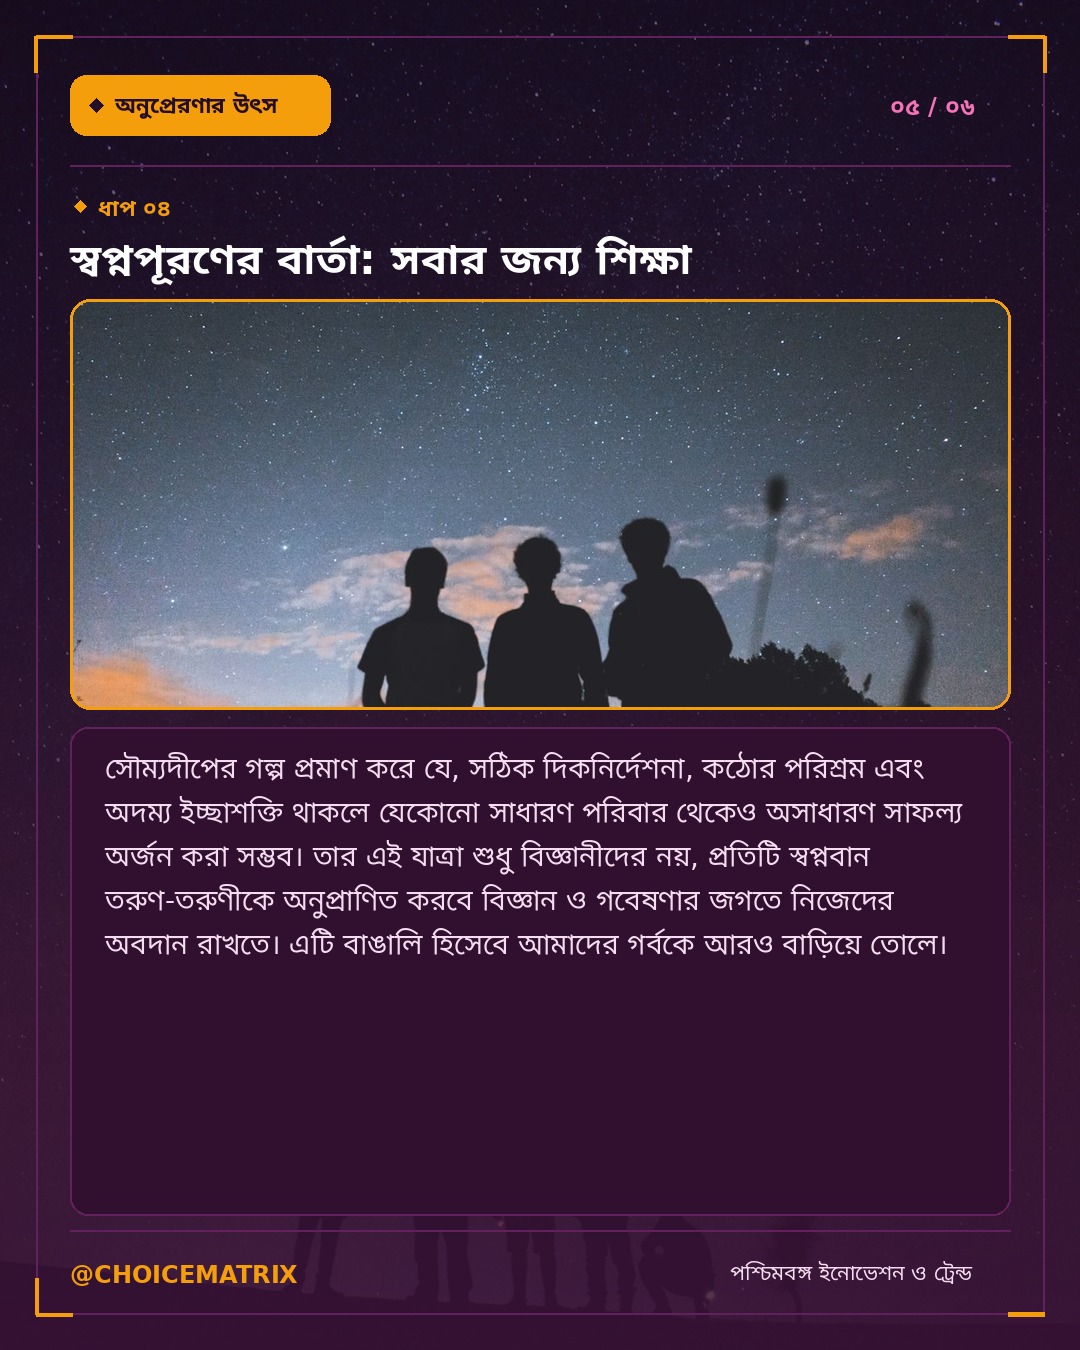 ◆ অনুপ্রেরণার উৎস
০৫ / ০৬
◆ ধাপ ০৪
স্বপ্নপূরণের বার্তা: সবার জন্য শিক্ষা
সৌম্যদীপের গল্প প্রমাণ করে যে, সঠিক দিকনির্দেশনা, কঠোর পরিশ্রম এবং
অদম্য ইচ্ছাশক্তি থাকলে যেকোনো সাধারণ পরিবার থেকেও অসাধারণ সাফল্য
অর্জন করা সম্ভব। তার এই যাত্রা শুধু বিজ্ঞানীদের নয়, প্রতিটি স্বপ্নবান
তরুণ-তরুণীকে অনুপ্রাণিত করবে বিজ্ঞান ও গবেষণার জগতে নিজেদের
অবদান রাখতে। এটি বাঙালি হিসেবে আমাদের গর্বকে আরও বাড়িয়ে তোলে।
@CHOICEMATRIX
পশ্চিমবঙ্গ ইনোভেশন ও ট্রেন্ড